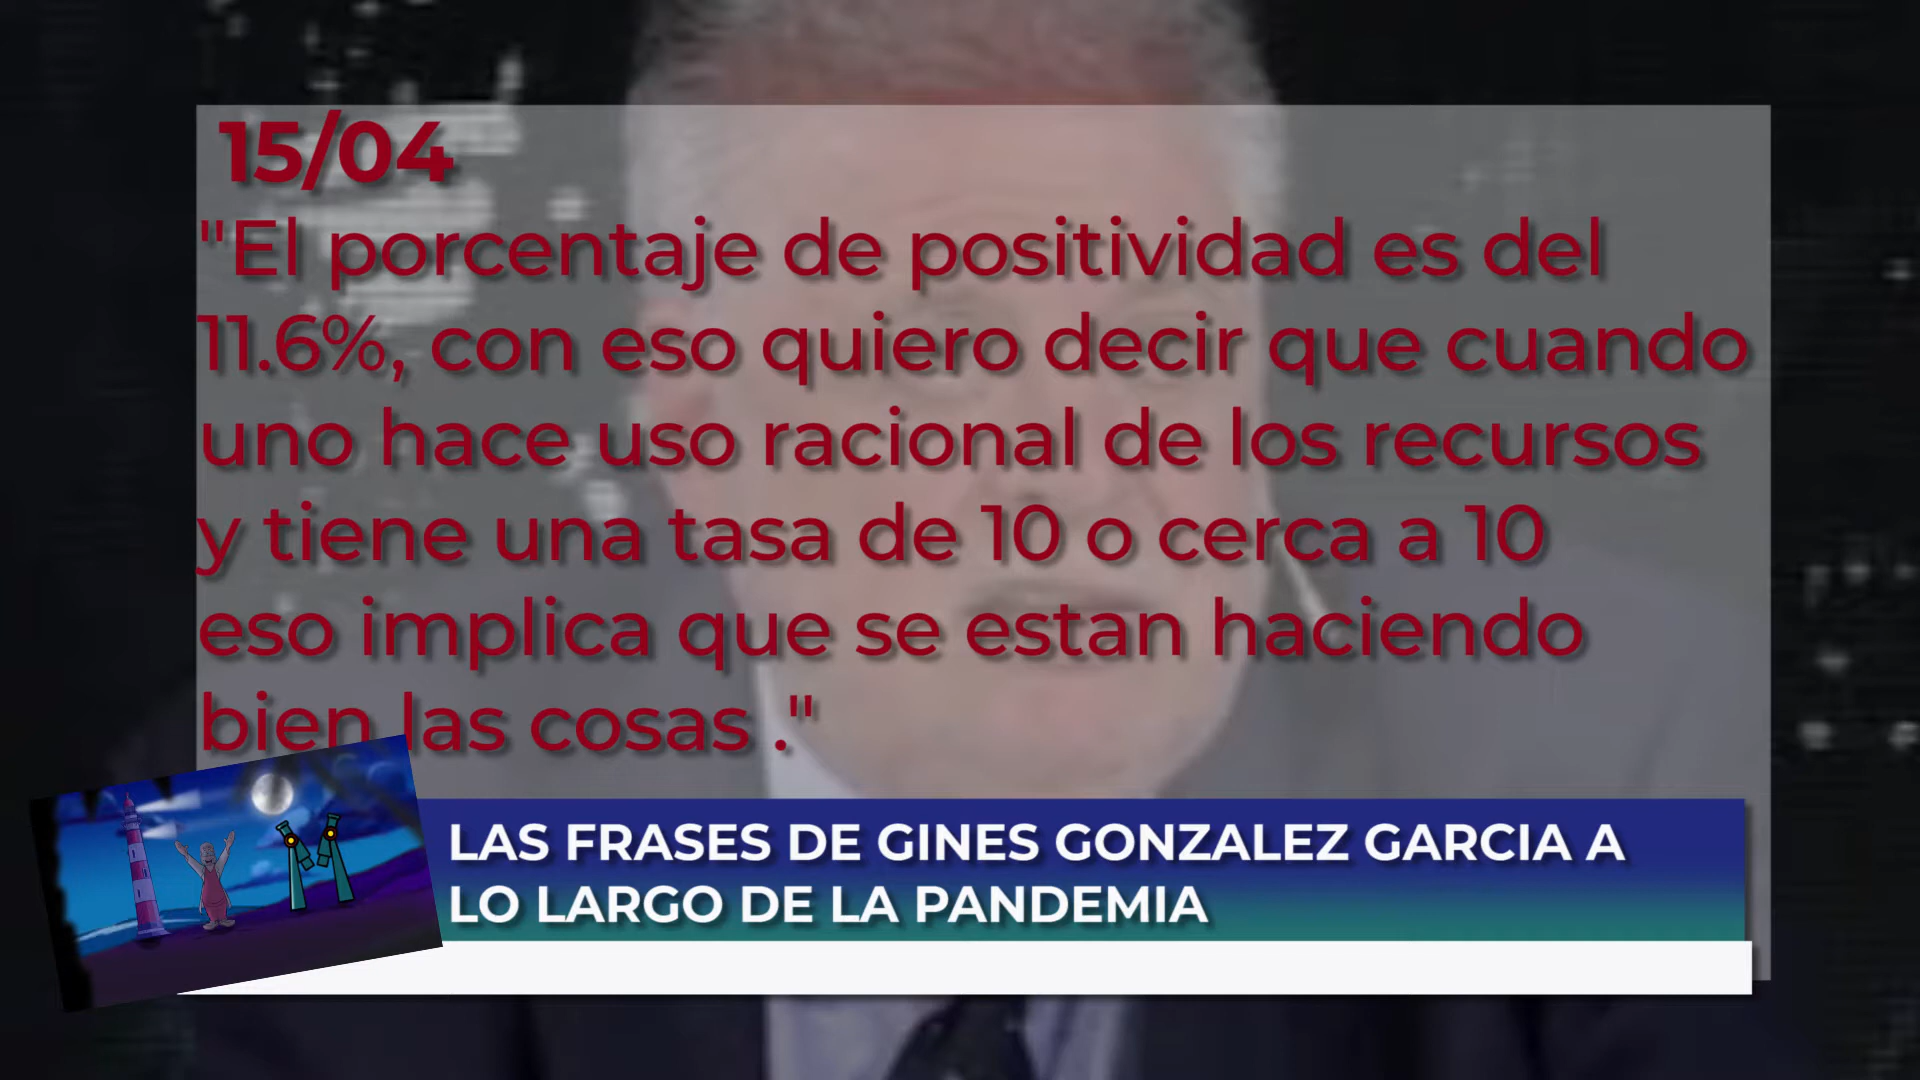 15/04
"El porcentaje de positividad es del
11.6%, con eso quiero decir que cuando
uno hace uso racional de los recursos
y tiene una tasa de 10 o cerca a 10
eso implica que se estan haciendo
bien las cosas ."
LAS FRASES DE GINES GONZALEZ GARCIA A
LO LARGO DE LA PANDEMIA